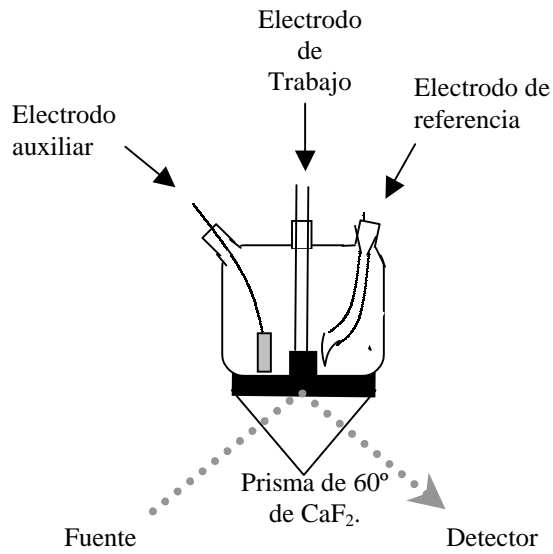 Electrodo
de
Trabajo
Electrodo de
referencia
Electrodo
auxiliar
Prisma de 60º
de CaF₂.
Fuente
Detector